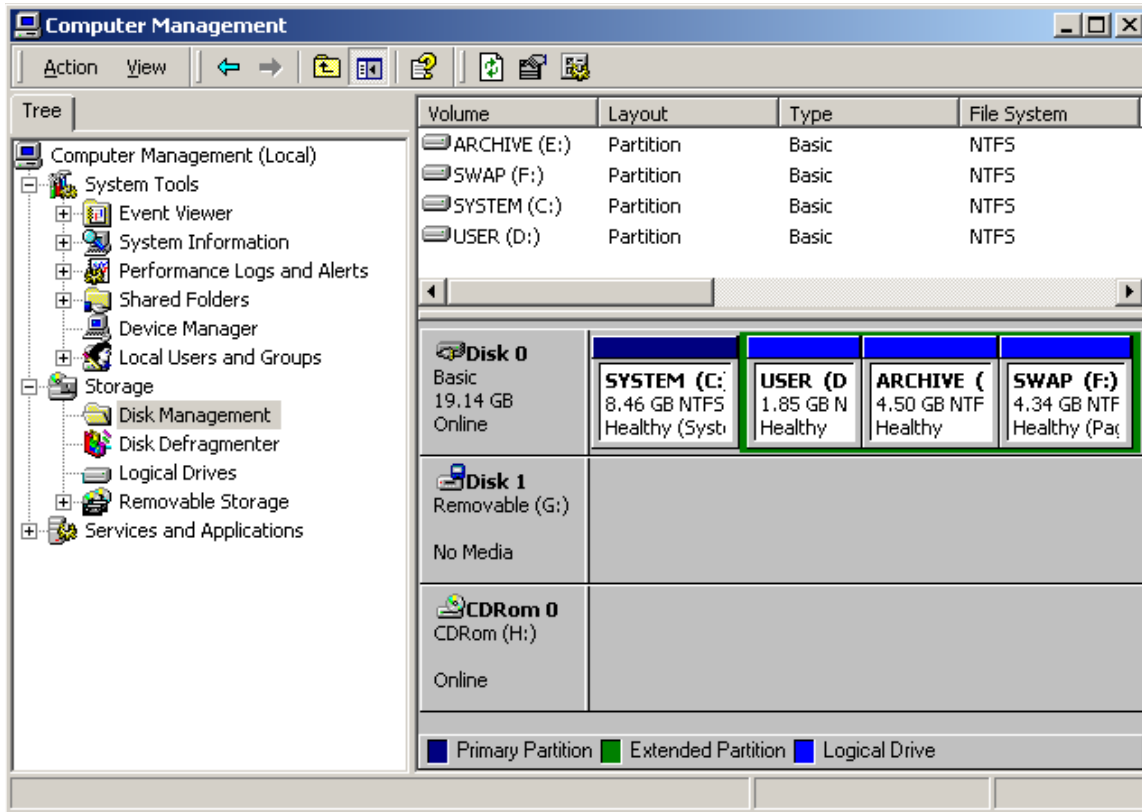 Computer Management
Action View
Tree
Computer Management (Local)
System Tools
Event Viewer
System Information
Performance Logs and Alerts
Shared Folders
Device Manager
Local Users and Groups
Storage
Disk Management
Disk Defragmenter
Logical Drives
Removable Storage
Services and Applications
Volume Layout Type File System
ARCHIVE (E:) Partition Basic NTFS
SWAP (F:) Partition Basic NTFS
SYSTEM (C:) Partition Basic NTFS
USER (D:) Partition Basic NTFS
Disk 0
Basic
19.14 GB
Online
SYSTEM (C:
8.46 GB NTFS
Healthy (Syst
USER (D
1.85 GB N
Healthy
ARCHIVE (
4.50 GB NTF
Healthy
SWAP (F:)
4.34 GB NTF
Healthy (Pag
Disk 1
Removable (G:)
No Media
CDRom 0
CDRom (H:)
Online
Primary Partition Extended Partition Logical Drive